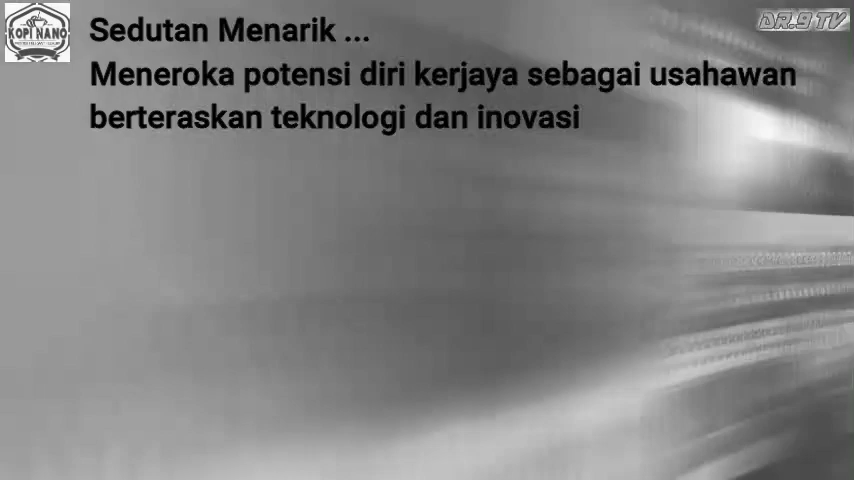 KOPI NANO
DR.9 TV
Sedutan Menarik ...
Meneroka potensi diri kerjaya sebagai usahawan
berteraskan teknologi dan inovasi